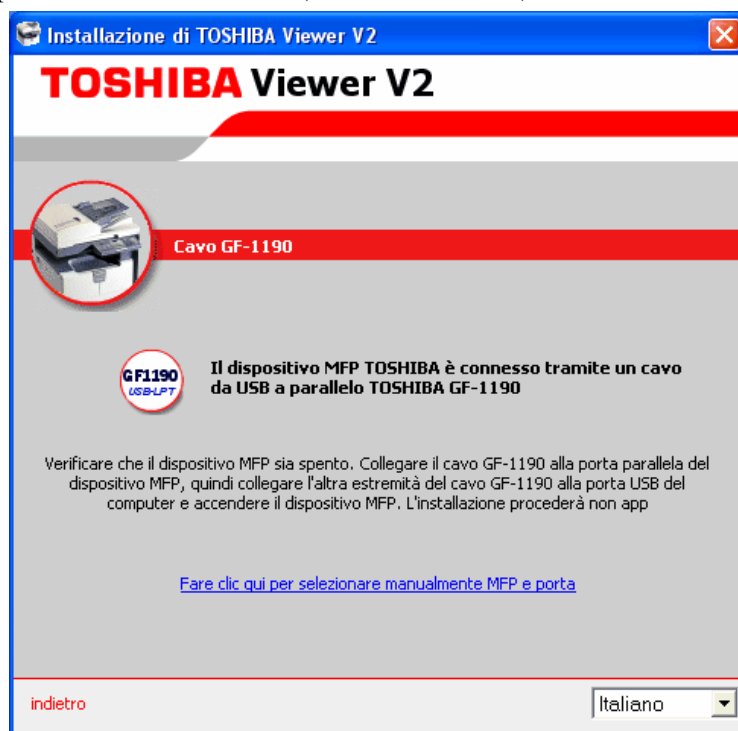 Installazione di TOSHIBA Viewer V2
TOSHIBA Viewer V2
Cavo GF-1190
GF1190
USB-LPT
Il dispositivo MFP TOSHIBA è connesso tramite un cavo
da USB a parallelo TOSHIBA GF-1190
Verificare che il dispositivo MFP sia spento. Collegare il cavo GF-1190 alla porta parallela del
dispositivo MFP, quindi collegare l'altra estremità del cavo GF-1190 alla porta USB del
computer e accendere il dispositivo MFP. L'installazione procederà non app
Fare clic qui per selezionare manualmente MFP e porta
indietro
Italiano